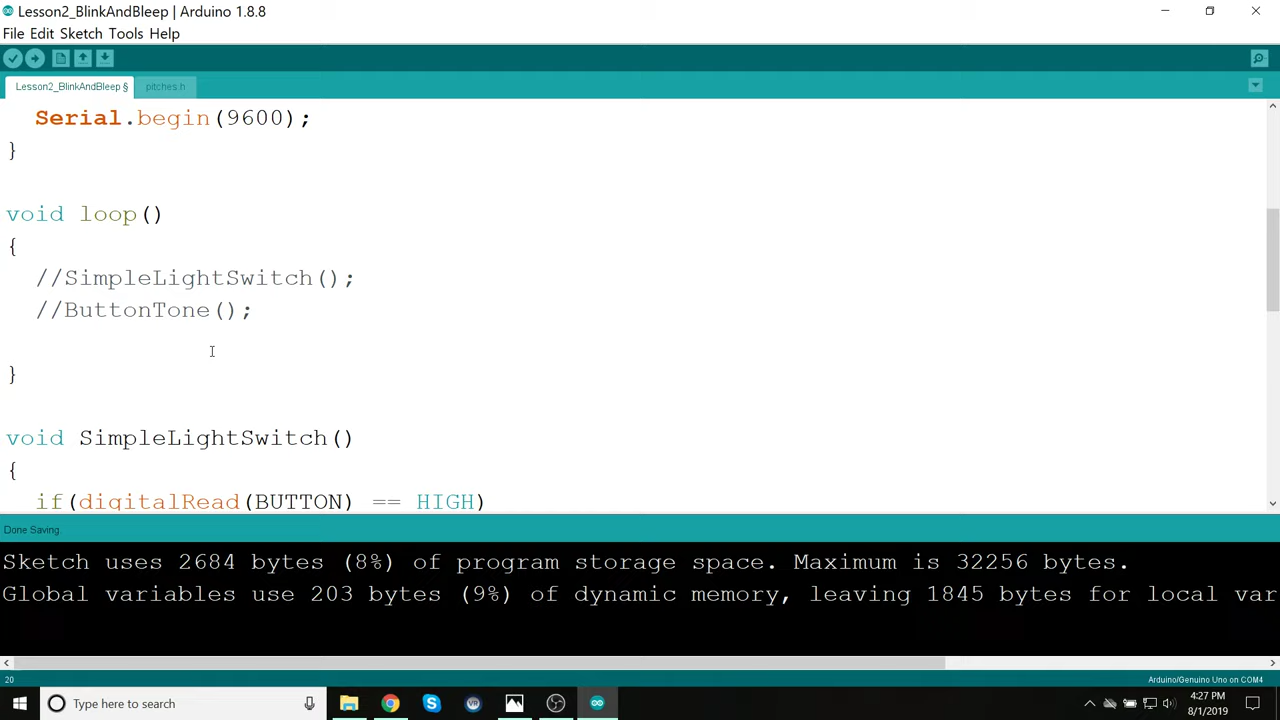 Lesson2_BlinkAndBleep | Arduino 1.8.8
File Edit Sketch Tools Help
Lesson2_BlinkAndBleep §
pitches.h
Serial.begin(9600);
}
void loop()
{
//SimpleLightSwitch();
//ButtonTone();
}
void SimpleLightSwitch()
{
if(digitalRead(BUTTON) == HIGH)
Done Saving
Sketch uses 2684 bytes (8%) of program storage space. Maximum is 32256 bytes.
Global variables use 203 bytes (9%) of dynamic memory, leaving 1845 bytes for local var
20
Arduino/Genuino Uno on COM4
Type here to search
4:27 PM
8/1/2019